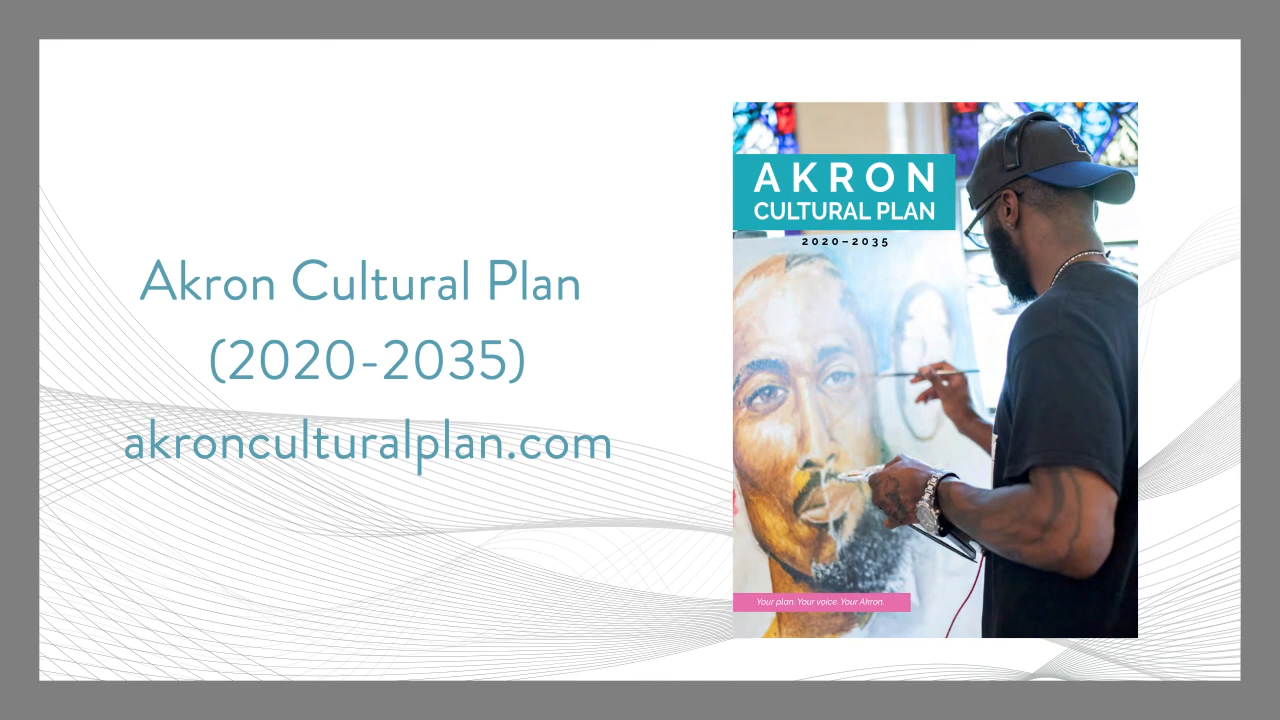 Akron Cultural Plan
(2020-2035)
akronculturalplan.com
AKRON
CULTURAL PLAN
2020–2035
Your plan. Your voice. Your Akron.